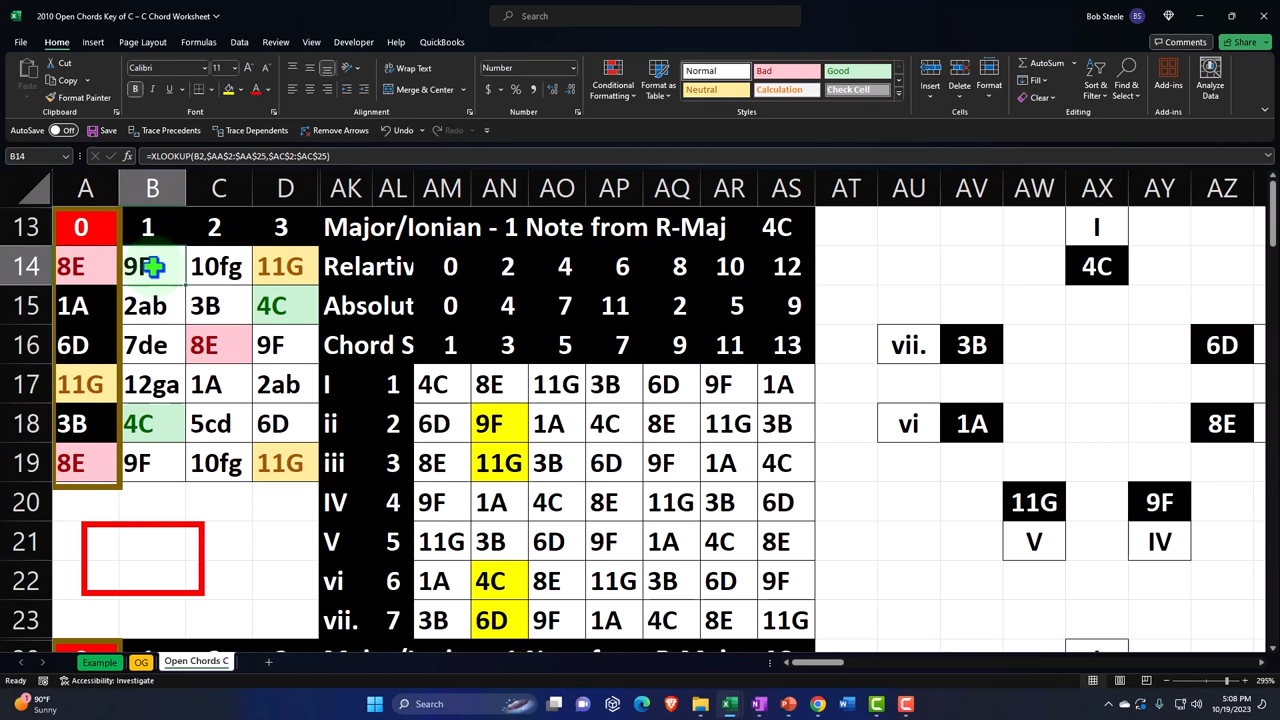 2010 Open Chords Key of C – C Chord Worksheet
Search
Bob Steele BS
File Home Insert Page Layout Formulas Data Review View Developer Help QuickBooks Comments Share
Cut
Copy
Format Painter
Paste
Clipboard
Calibri 11
B I U
Font
Wrap Text
Merge & Center
Alignment
Number
$ % 9
Number
Conditional Formatting
Format as Table
Normal Bad Good
Neutral Calculation Check Cell
Styles
Insert Delete Format
Cells
AutoSum
Fill
Clear
Sort & Filter
Find & Select
Editing
Add-ins
Add-ins
Analyze Data
AutoSave Off Save Trace Precedents Trace Dependents Remove Arrows Undo Redo
B14 fx =XLOOKUP(B2,$AA$2:$AA$25,$AC$2:$AC$25)
A B C D AK AL AM AN AO AP AQ AR AS AT AU AV AW AX AY AZ
13 0 1 2 3 Major/Ionian - 1 Note from R-Maj 4C I
14 8E 9F 10fg 11G Relartiv 0 2 4 6 8 10 12 4C
15 1A 2ab 3B 4C Absolut 0 4 7 11 2 5 9
16 6D 7de 8E 9F Chord S 1 3 5 7 9 11 13 vii. 3B 6D
17 11G 12ga 1A 2ab I 1 4C 8E 11G 3B 6D 9F 1A
18 3B 4C 5cd 6D ii 2 6D 9F 1A 4C 8E 11G 3B vi 1A 8E
19 8E 9F 10fg 11G iii 3 8E 11G 3B 6D 9F 1A 4C
20 IV 4 9F 1A 4C 8E 11G 3B 6D 11G 9F
21 V 5 11G 3B 6D 9F 1A 4C 8E V IV
22 vi 6 1A 4C 8E 11G 3B 6D 9F
23 vii. 7 3B 6D 9F 1A 4C 8E 11G
Example OG Open Chords C
Ready Accessibility: Investigate 295%
90°F
Sunny
Search
5:08 PM
10/19/2023